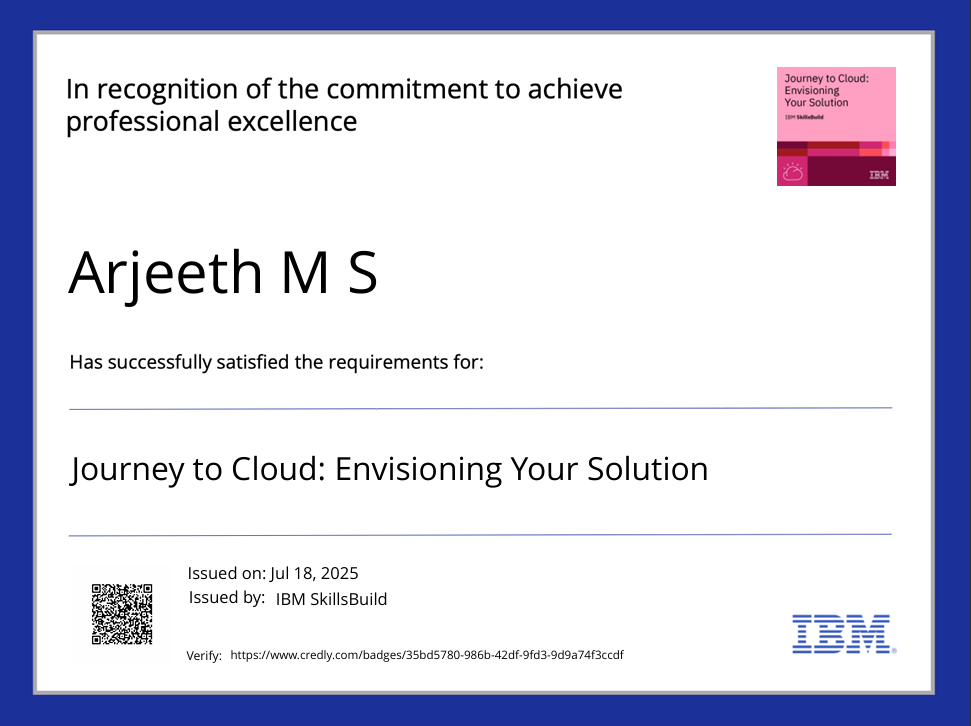 In recognition of the commitment to achieve
professional excellence
Journey to Cloud:
Envisioning
Your Solution
IBM SkillsBuild
IBM
Arjeeth M S
Has successfully satisfied the requirements for:
Journey to Cloud: Envisioning Your Solution
Issued on: Jul 18, 2025
Issued by: IBM SkillsBuild
Verify: https://www.credly.com/badges/35bd5780-986b-42df-9fd3-9d9a74f3ccdf
IBM®